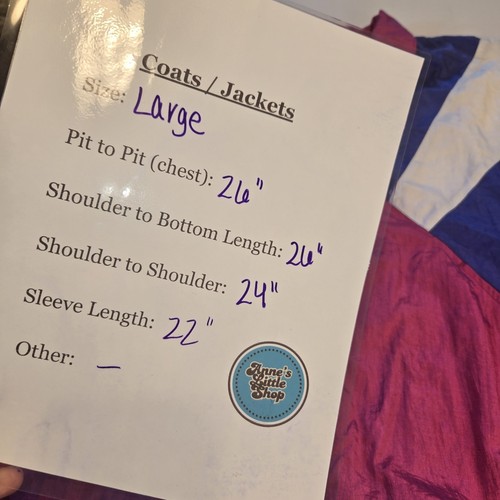 Coats / Jackets
Size: Large
Pit to Pit (chest): 26"
Shoulder to Bottom Length: 26"
Shoulder to Shoulder: 24"
Sleeve Length: 22"
Other: —
Anne's
Little
Shop